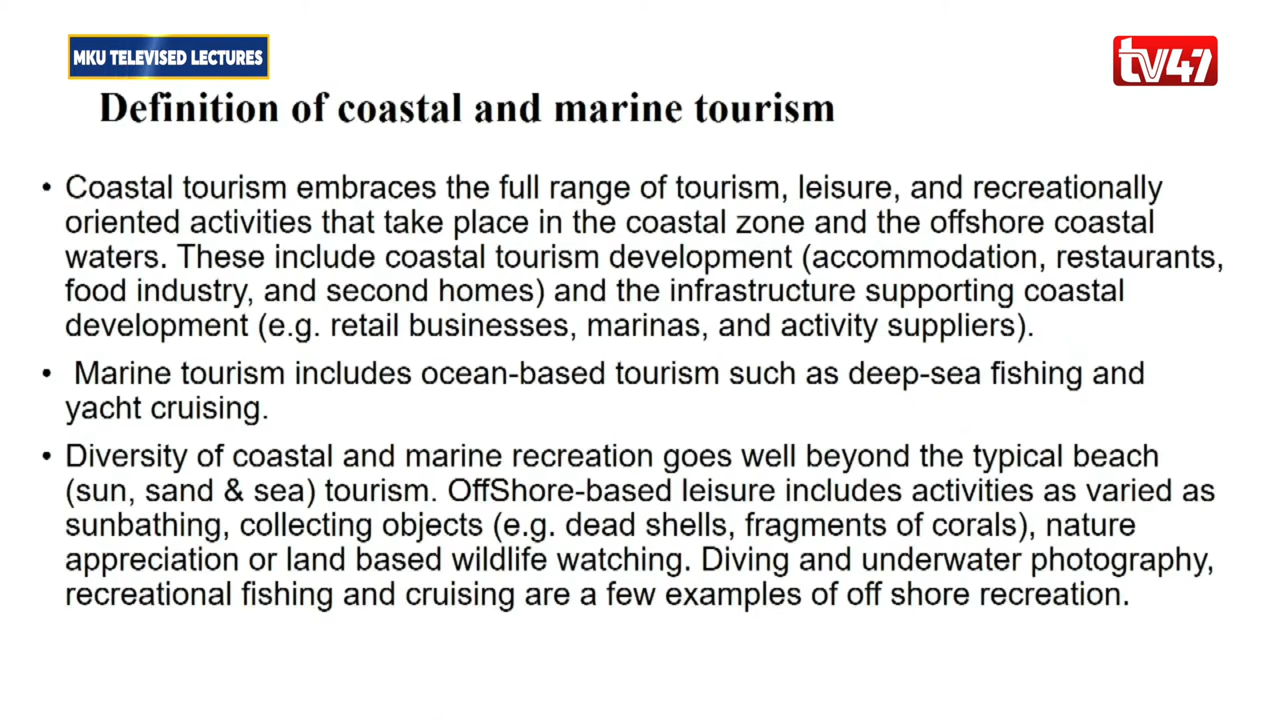 MKU TELEVISED LECTURES
tv47
Definition of coastal and marine tourism
• Coastal tourism embraces the full range of tourism, leisure, and recreationally
oriented activities that take place in the coastal zone and the offshore coastal
waters. These include coastal tourism development (accommodation, restaurants,
food industry, and second homes) and the infrastructure supporting coastal
development (e.g. retail businesses, marinas, and activity suppliers).
• Marine tourism includes ocean-based tourism such as deep-sea fishing and
yacht cruising.
• Diversity of coastal and marine recreation goes well beyond the typical beach
(sun, sand & sea) tourism. OffShore-based leisure includes activities as varied as
sunbathing, collecting objects (e.g. dead shells, fragments of corals), nature
appreciation or land based wildlife watching. Diving and underwater photography,
recreational fishing and cruising are a few examples of off shore recreation.